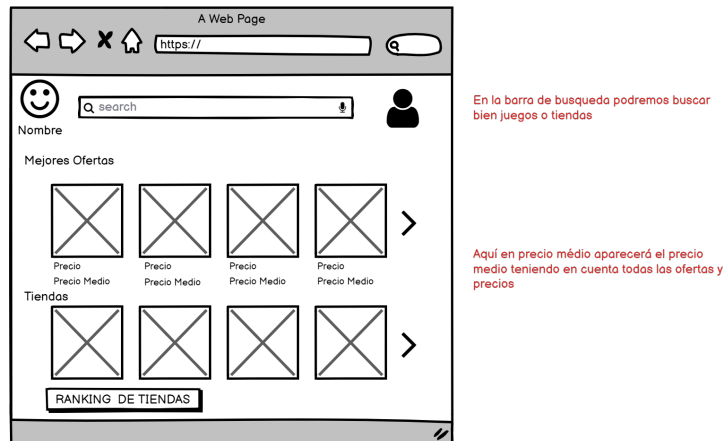 A Web Page
https://
search
Nombre
En la barra de busqueda podremos buscar
bien juegos o tiendas
Mejores Ofertas
Precio Precio Precio Precio
Precio Medio Precio Medio Precio Medio Precio Medio
Aquí en precio médio aparecerá el precio
medio teniendo en cuenta todas las ofertas y
precios
Tiendas
RANKING DE TIENDAS